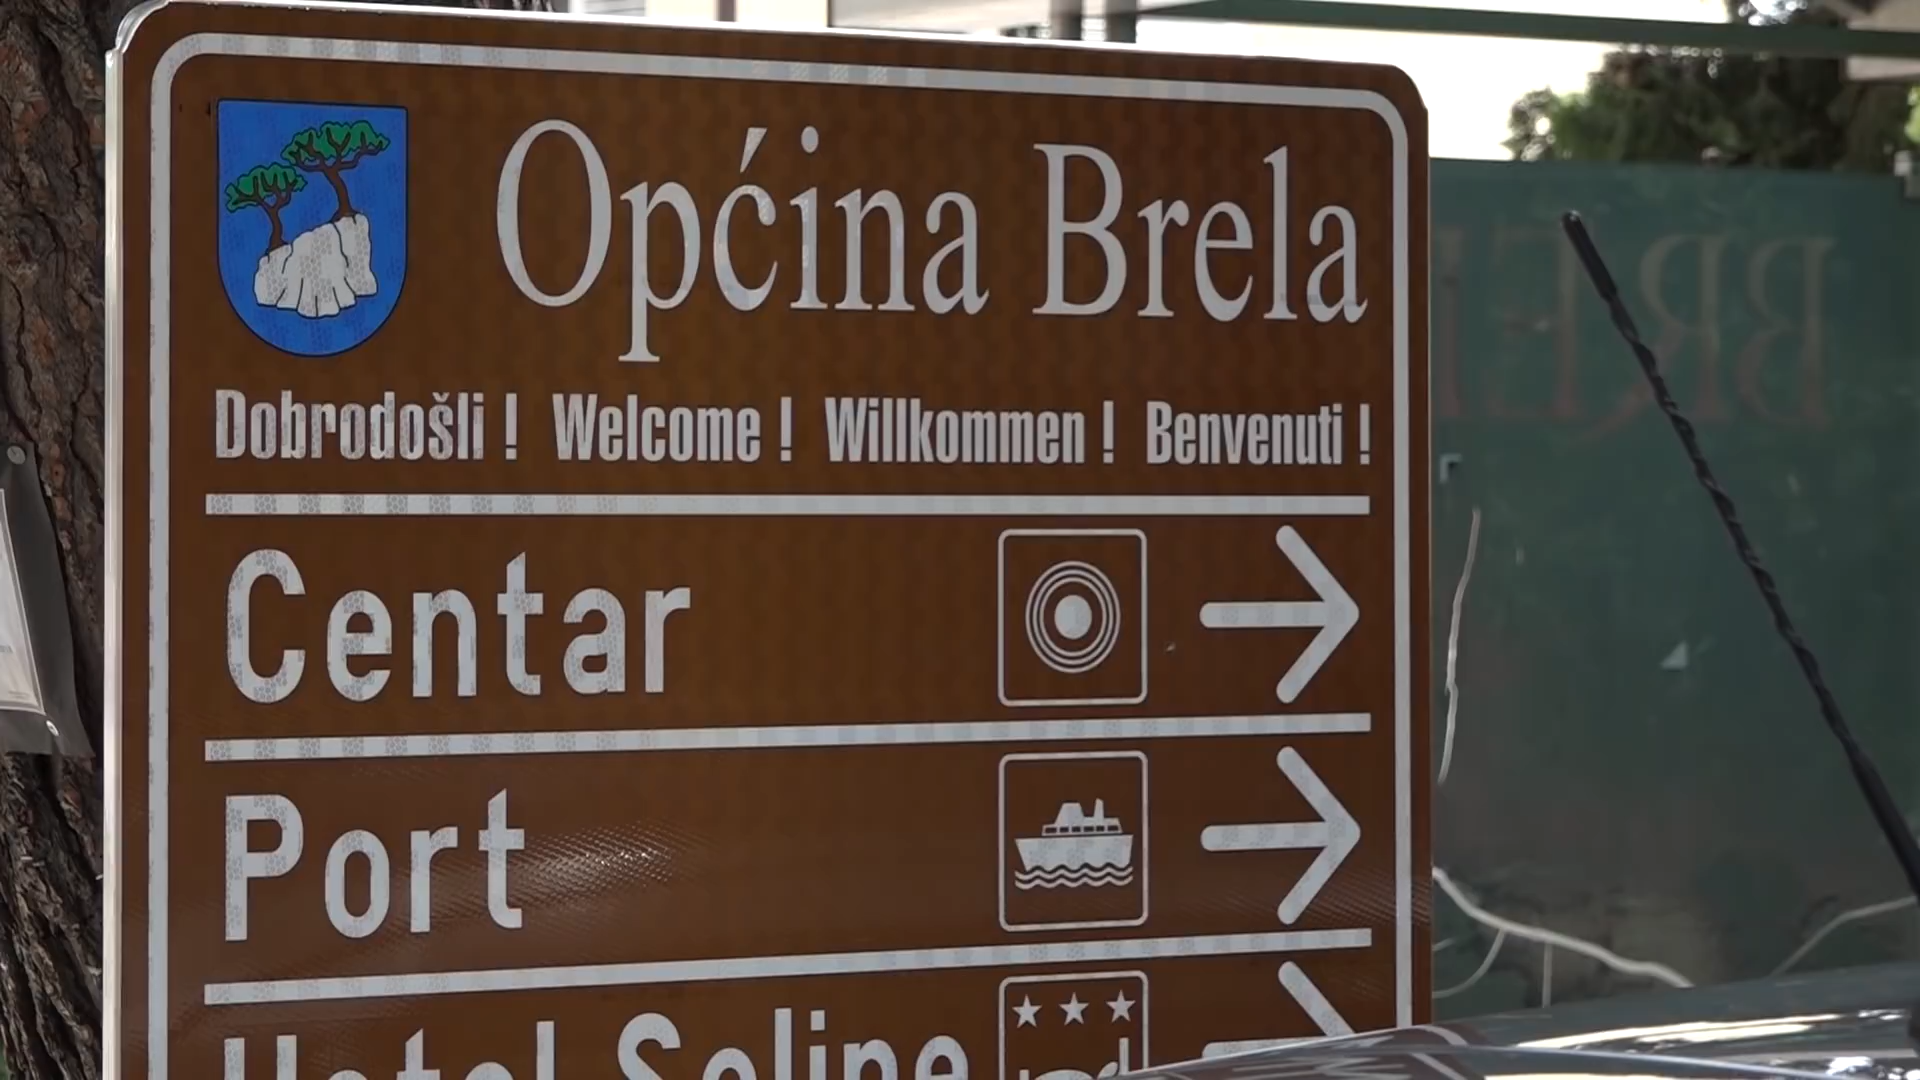 Općina Brela
Dobrodošli ! Welcome ! Willkommen ! Benvenuti !
Centar
Port
Hotel Soline